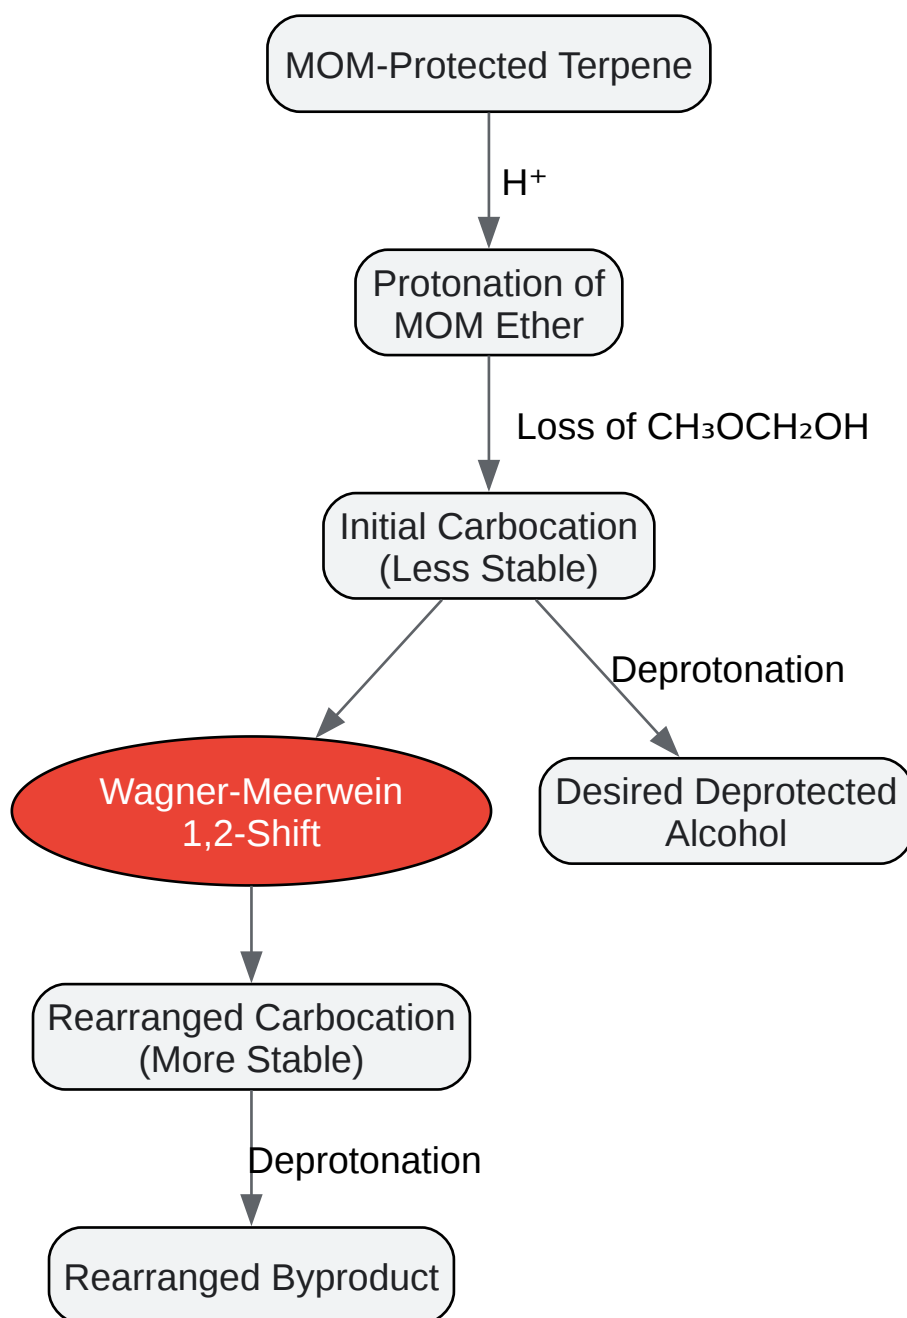 MOM-Protected Terpene
H⁺
Protonation of
MOM Ether
Loss of CH₃OCH₂OH
Initial Carbocation
(Less Stable)
Deprotonation
Wagner-Meerwein
1,2-Shift
Desired Deprotected
Alcohol
Rearranged Carbocation
(More Stable)
Deprotonation
Rearranged Byproduct